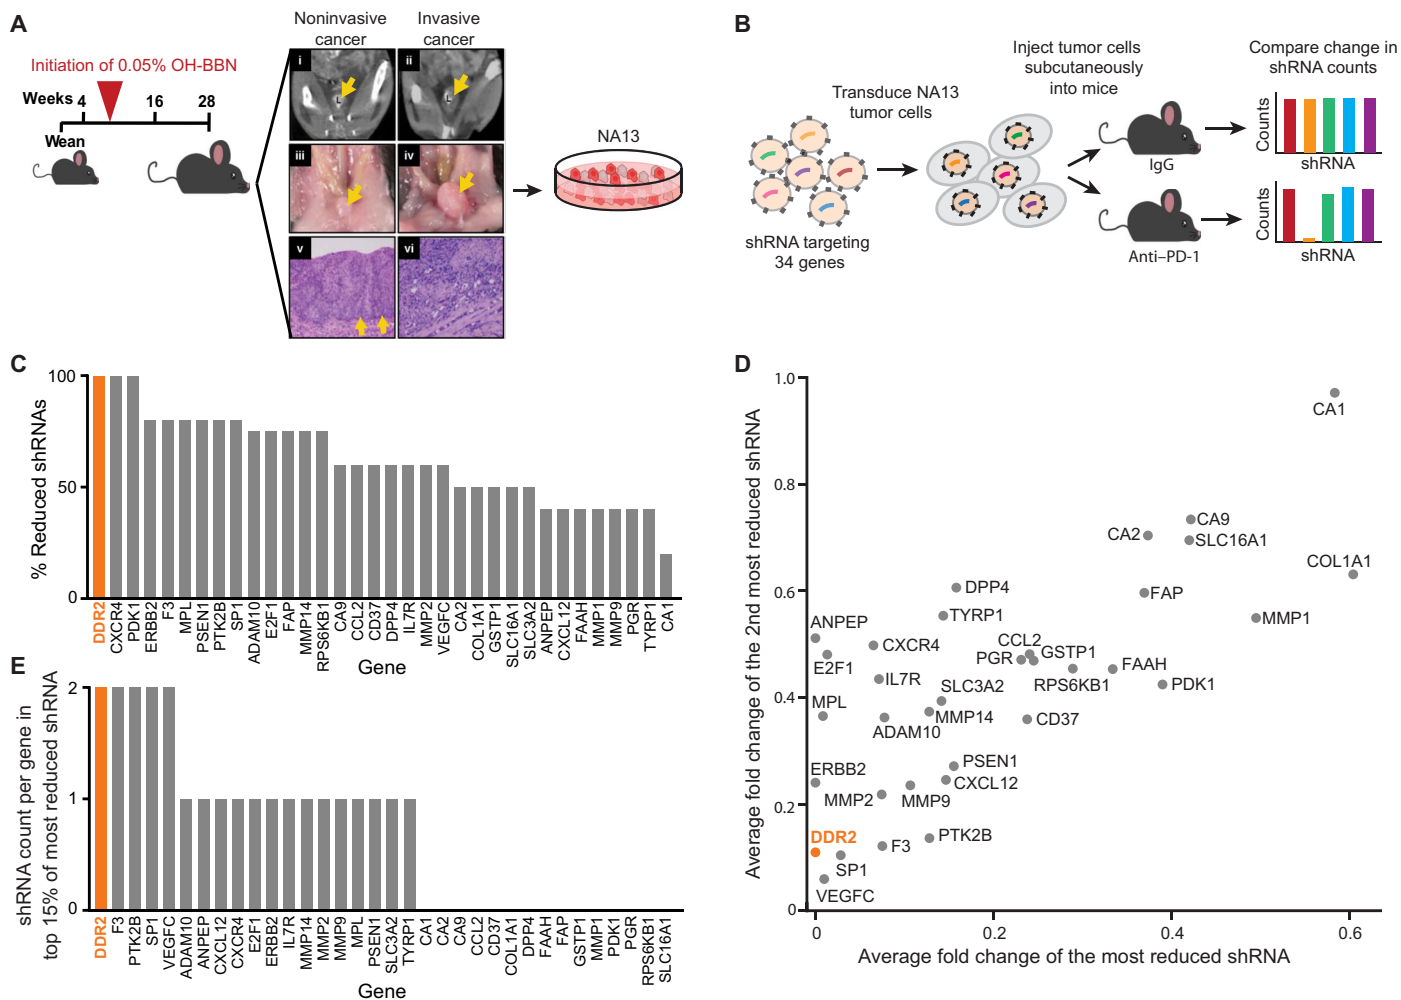 A
Noninvasive
cancer
Invasive
cancer
Initiation of 0.05% OH-BBN
Weeks 4 16 28
Wean
i
ii
L
L
iii
iv
v
vi
NA13
B
shRNA targeting
34 genes
Transduce NA13
tumor cells
Inject tumor cells
subcutaneously
into mice
IgG
Anti–PD-1
Compare change in
shRNA counts
Counts
shRNA
Counts
shRNA
C
% Reduced shRNAs
100
50
0
DDR2
CXCR4
PDK1
ERBB2
F3
MPL
PSEN1
PTK2B
SP1
ADAM10
E2F1
FAP
MMP14
RPS6KB1
CA9
CCL2
CD37
DPP4
IL7R
MMP2
VEGFC
CA2
COL1A1
GSTP1
SLC16A1
SLC3A2
ANPEP
CXCL12
FAAH
MMP1
MMP9
PGR
TYRP1
CA1
Gene
D
Average fold change of the 2nd most reduced shRNA
1.0
0.8
0.6
0.4
0.2
0
CA1
CA9
CA2
SLC16A1
COL1A1
DPP4
FAP
TYRP1
MMP1
ANPEP
CXCR4
CCL2
GSTP1
PGR
E2F1
FAAH
IL7R
RPS6KB1
PDK1
SLC3A2
MPL
MMP14
CD37
ADAM10
PSEN1
ERBB2
CXCL12
MMP2
MMP9
DDR2
PTK2B
F3
SP1
VEGFC
0
0.2
0.4
0.6
Average fold change of the most reduced shRNA
E
shRNA count per gene in
top 15% of most reduced shRNA
2
1
0
DDR2
F3
PTK2B
SP1
VEGFC
ADAM10
ANPEP
CXCL12
CXCR4
E2F1
ERBB2
IL7R
MMP14
MMP2
MMP9
MPL
PSEN1
SLC3A2
TYRP1
CA1
CA2
CA9
CCL2
CD37
COL1A1
DPP4
FAAH
FAP
GSTP1
MMP1
PDK1
PGR
RPS6KB1
SLC16A1
Gene